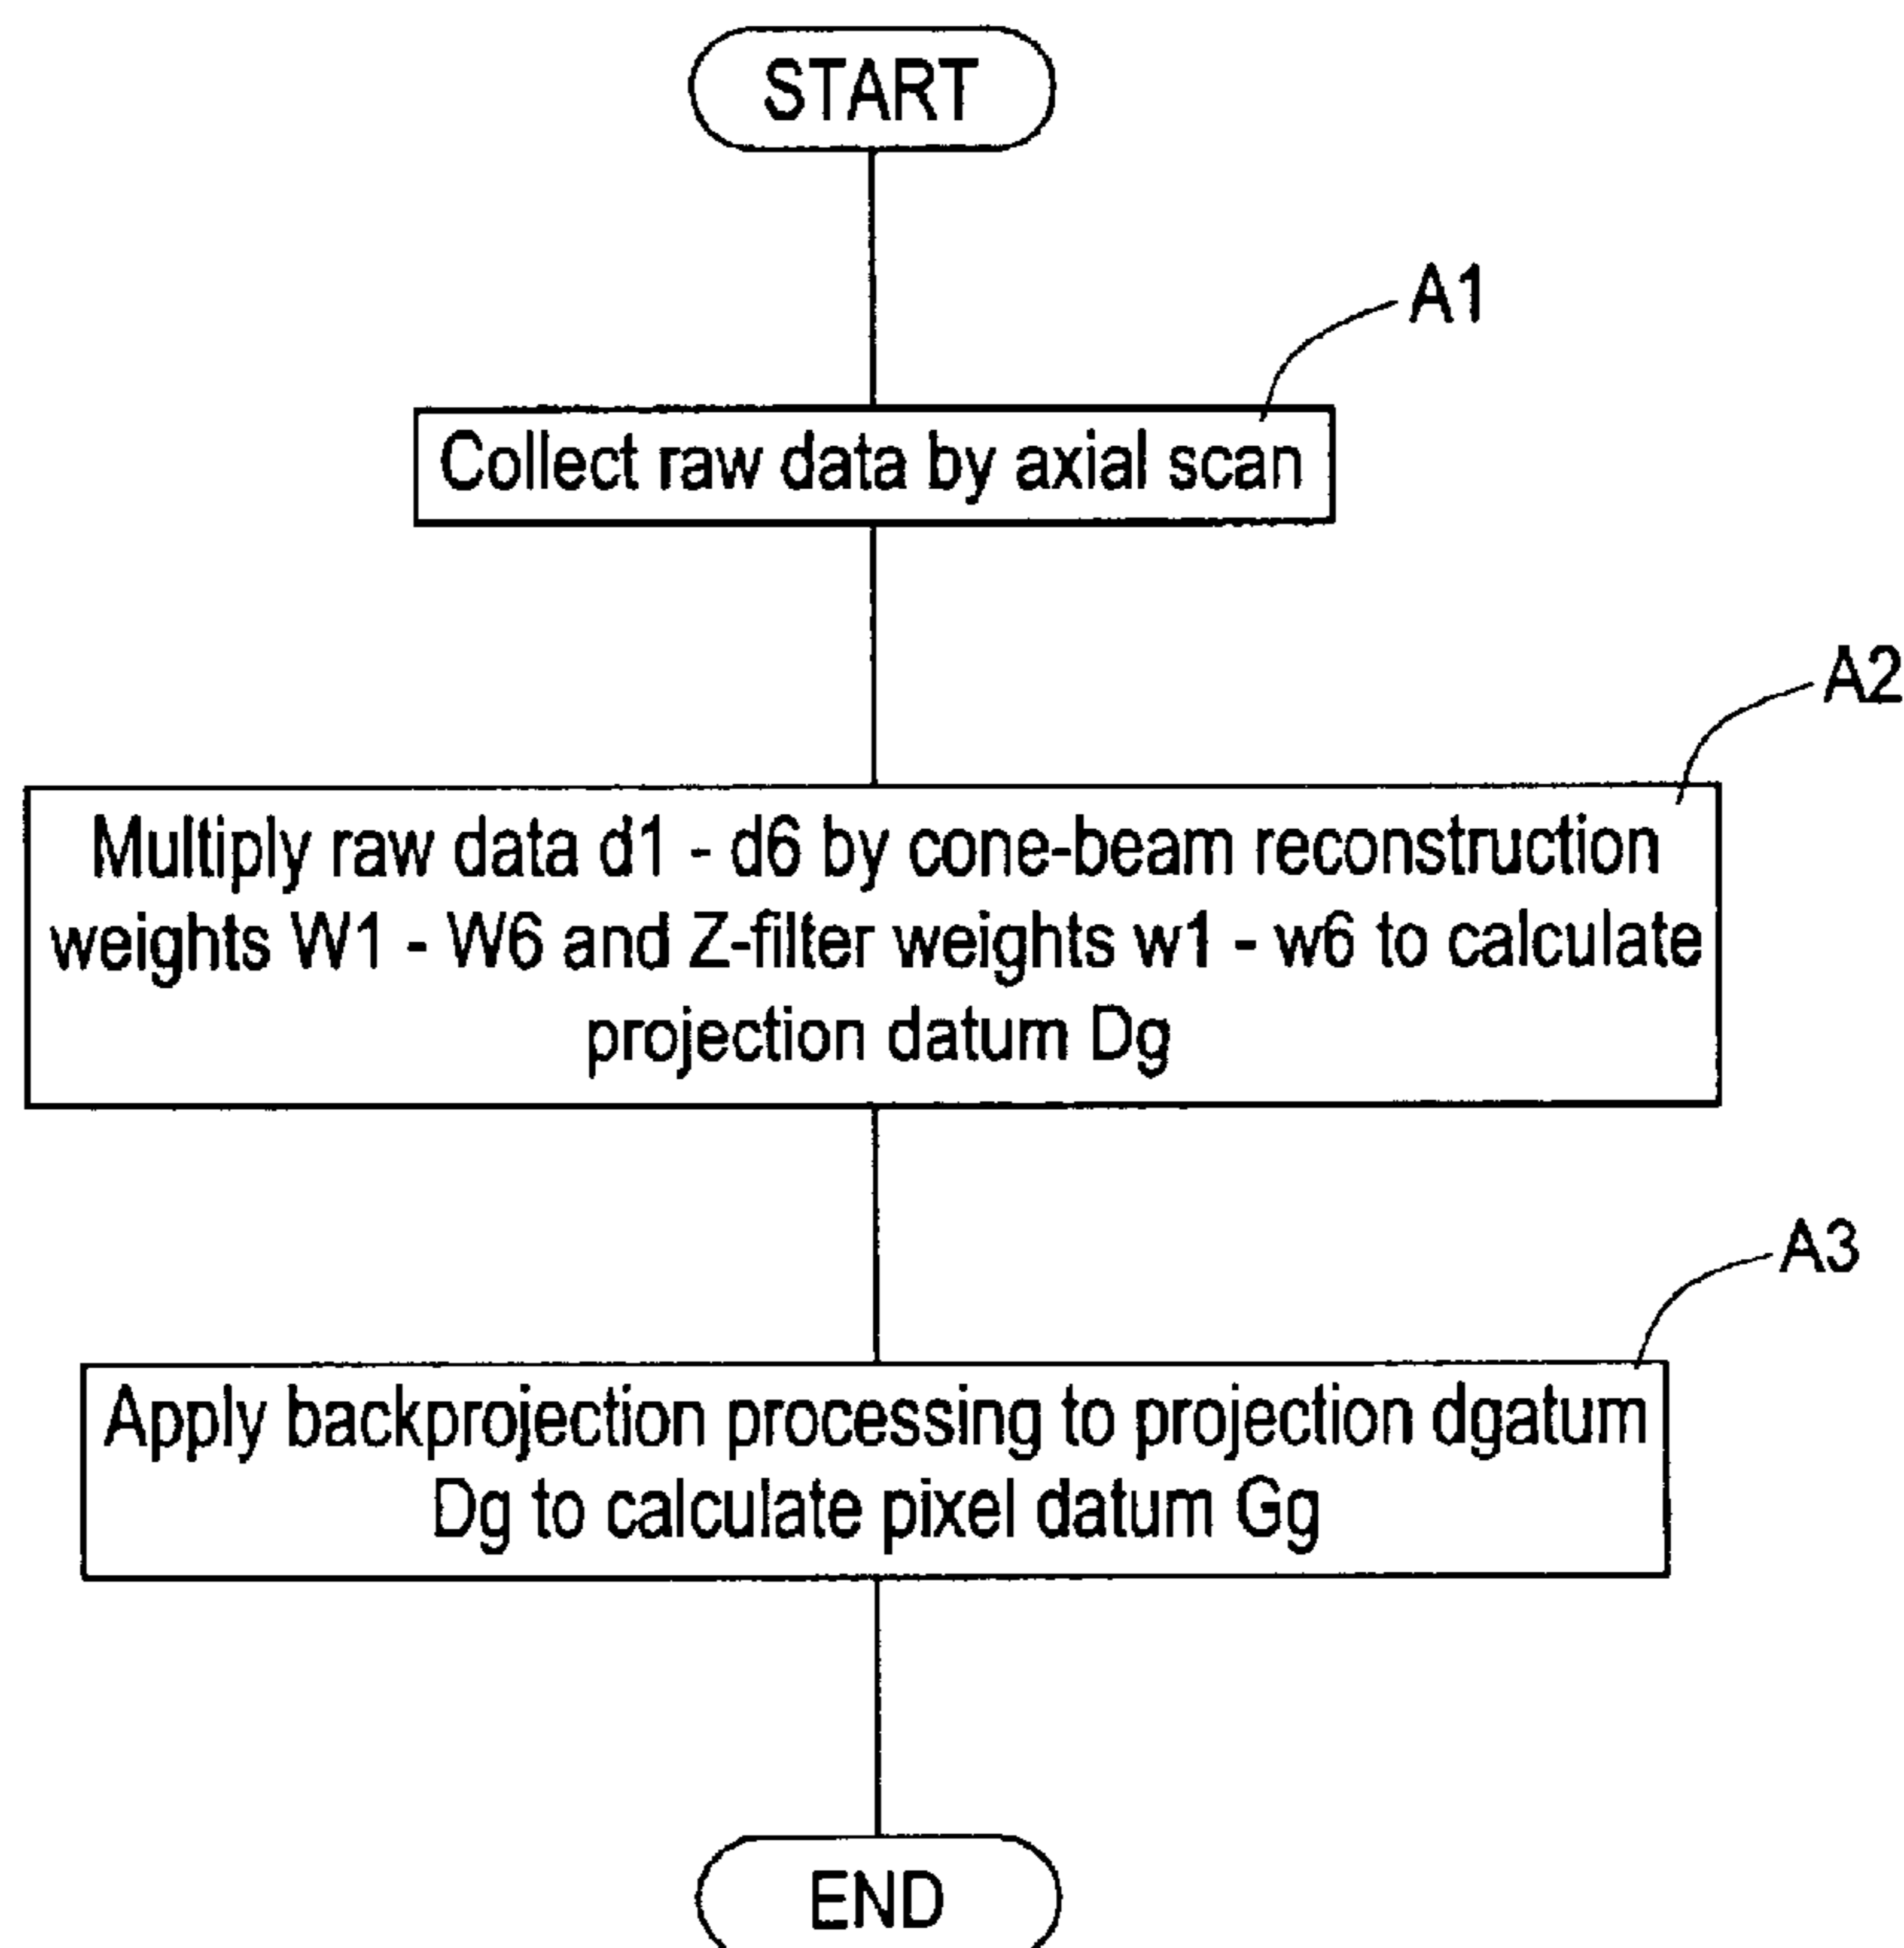 START
A1
Collect raw data by axial scan
A2
Multiply raw data d1 - d6 by cone-beam reconstruction
weights W1 - W6 and Z-filter weights w1 - w6 to calculate
projection datum Dg
A3
Apply backprojection processing to projection dgatum
Dg to calculate pixel datum Gg
END